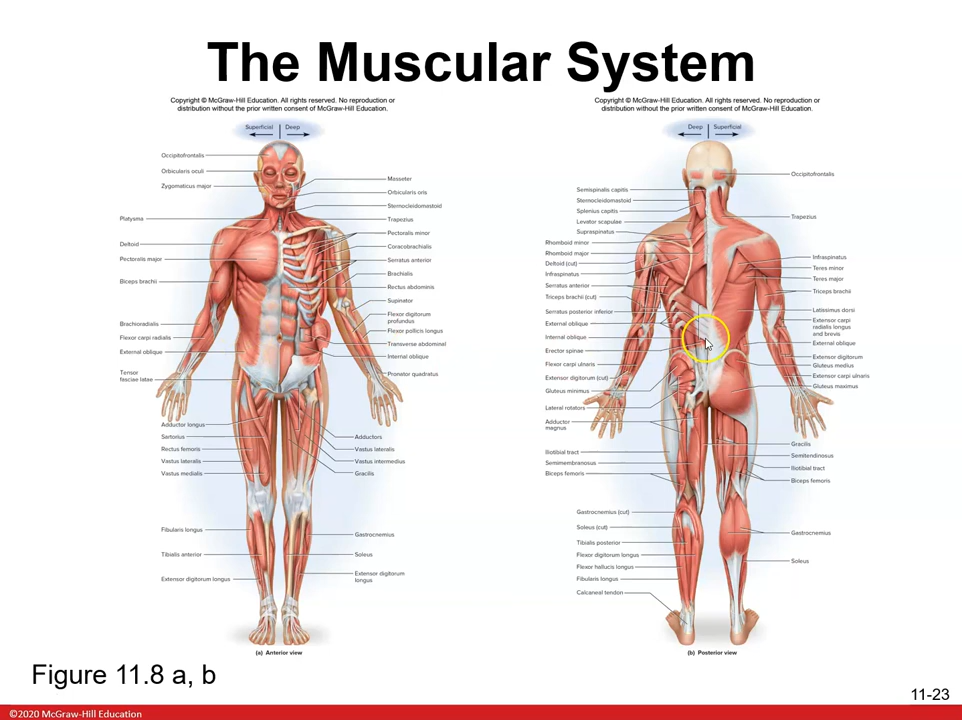 The Muscular System
Copyright © McGraw-Hill Education. All rights reserved. No reproduction or
distribution without the prior written consent of McGraw-Hill Education.
Superficial
Deep
Occipitofrontalis
Orbicularis oculi
Zygomaticus major
Platysma
Deltoid
Pectoralis major
Biceps brachii
Brachioradialis
Flexor carpi radialis
External oblique
Tensor
fasciae latae
Adductor longus
Sartorius
Rectus femoris
Vastus lateralis
Vastus medialis
Fibularis longus
Tibialis anterior
Extensor digitorum longus
Masseter
Orbicularis oris
Sternocleidomastoid
Trapezius
Pectoralis minor
Coracobrachialis
Serratus anterior
Brachialis
Rectus abdominis
Supinator
Flexor digitorum
profundus
Flexor pollicis longus
Transverse abdominal
Internal oblique
Pronator quadratus
Adductors
Vastus lateralis
Vastus intermedius
Gracilis
Gastrocnemius
Soleus
Extensor digitorum
longus
(a) Anterior view
Copyright © McGraw-Hill Education. All rights reserved. No reproduction or
distribution without the prior written consent of McGraw-Hill Education.
Deep
Superficial
Semispinalis capitis
Sternocleidomastoid
Splenius capitis
Levator scapulae
Supraspinatus
Rhomboid minor
Rhomboid major
Deltoid (cut)
Infraspinatus
Serratus anterior
Triceps brachii (cut)
Serratus posterior inferior
External oblique
Internal oblique
Erector spinae
Flexor carpi ulnaris
Extensor digitorum (cut)
Gluteus minimus
Lateral rotators
Adductor
magnus
Iliotibial tract
Semimembranosus
Biceps femoris
Gastrocnemius (cut)
Soleus (cut)
Tibialis posterior
Flexor digitorum longus
Flexor hallucis longus
Fibularis longus
Calcaneal tendon
Occipitofrontalis
Trapezius
Infraspinatus
Teres minor
Teres major
Triceps brachii
Latissimus dorsi
Extensor carpi
radialis longus
and brevis
External oblique
Extensor digitorum
Gluteus medius
Extensor carpi ulnaris
Gluteus maximus
Gracilis
Semitendinosus
Iliotibial tract
Biceps femoris
Gastrocnemius
Soleus
(b) Posterior view
Figure 11.8 a, b
11-23
©2020 McGraw-Hill Education